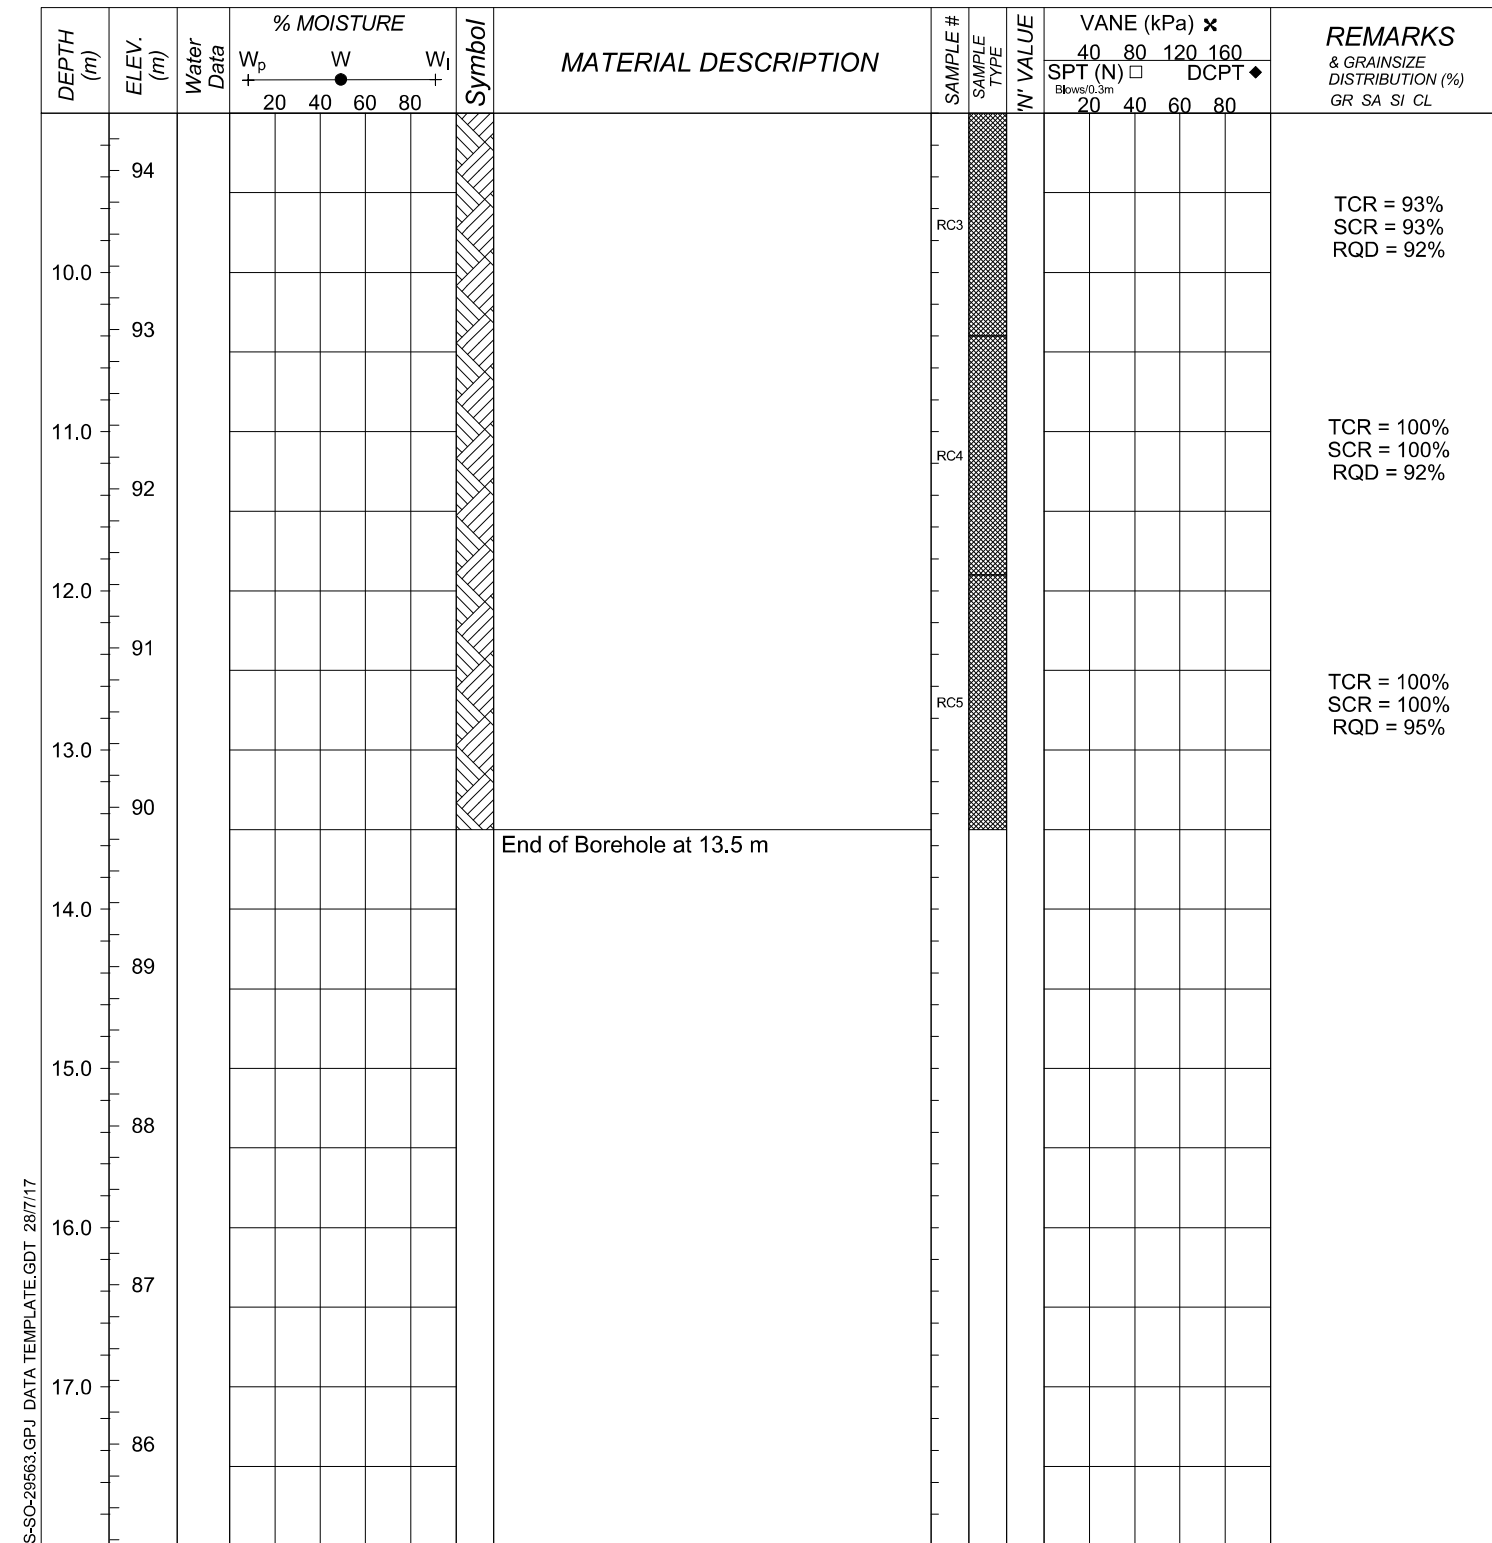 DEPTH (m)
ELEV. (m)
Water Data
% MOISTURE
Wp W Wl
20 40 60 80
Symbol
MATERIAL DESCRIPTION
SAMPLE #
SAMPLE TYPE
'N' VALUE
VANE (kPa) ✖
40 80 120 160
SPT (N) □ DCPT ◆
Blows/0.3m
20 40 60 80
REMARKS
& GRAINSIZE
DISTRIBUTION (%)
GR SA SI CL
94
RC3
TCR = 93%
SCR = 93%
RQD = 92%
10.0
93
11.0
TCR = 100%
SCR = 100%
RQD = 92%
RC4
92
12.0
91
TCR = 100%
SCR = 100%
RQD = 95%
RC5
13.0
90
End of Borehole at 13.5 m
14.0
89
15.0
88
16.0
87
17.0
86
S-SO-29563.GPJ DATA TEMPLATE.GDT 28/7/17